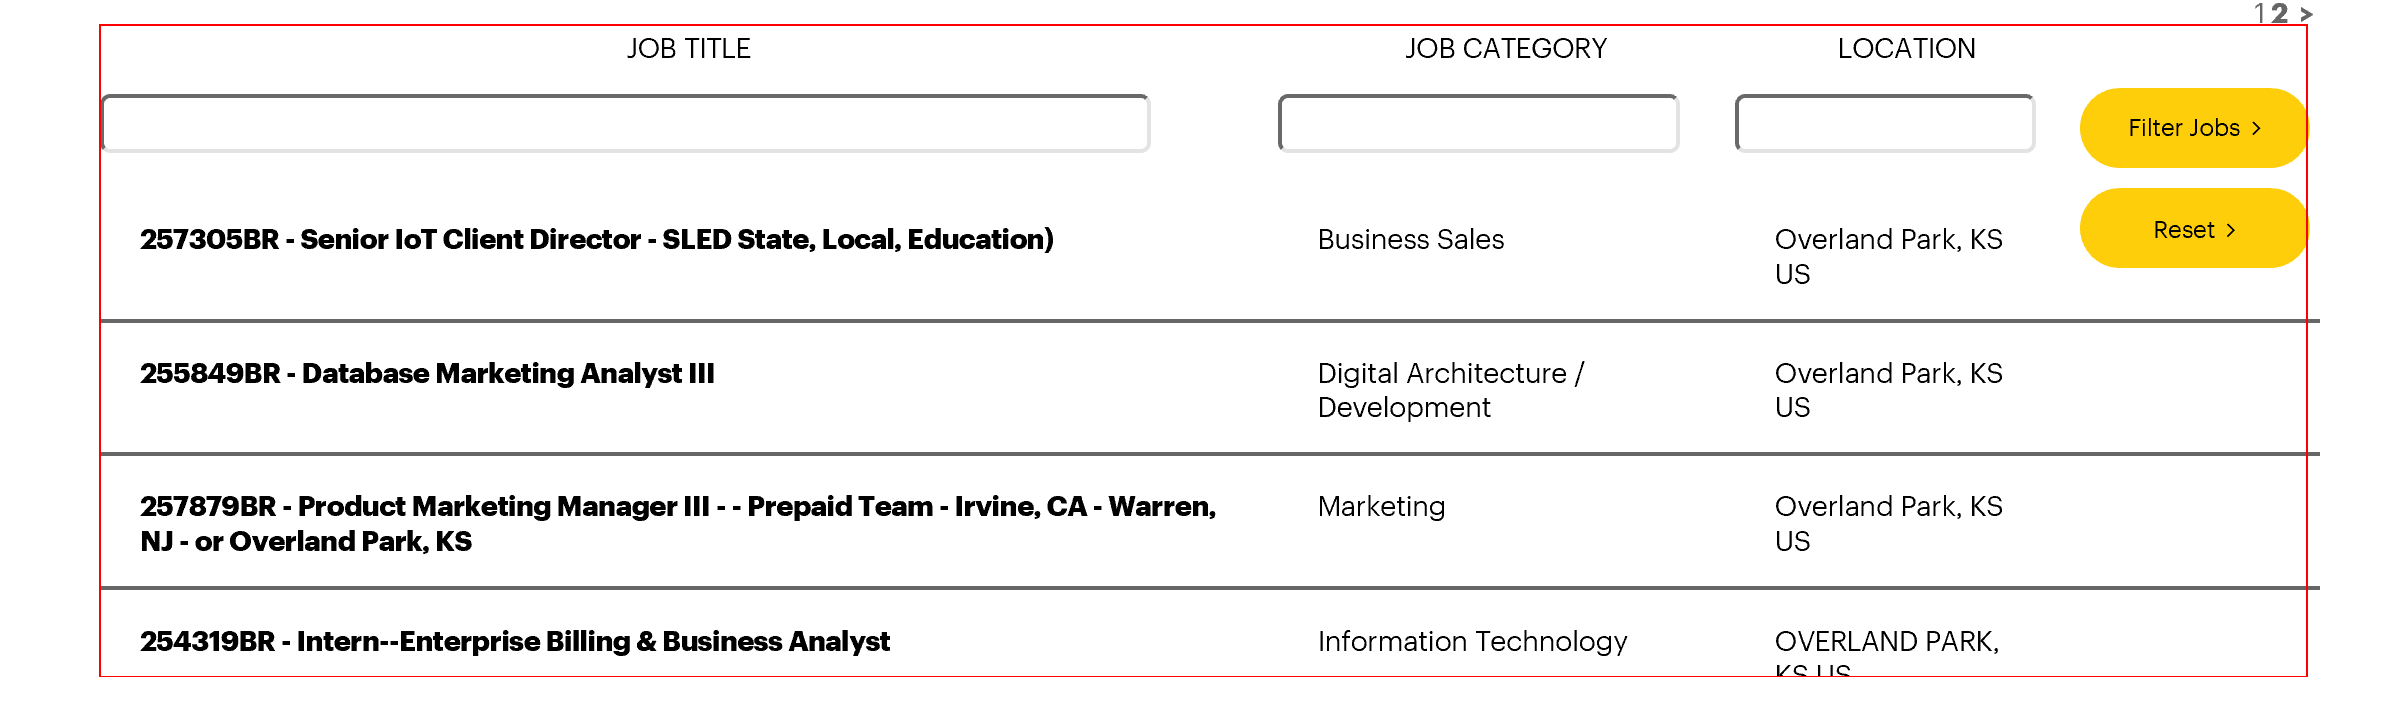 1 2 >
JOB TITLE JOB CATEGORY LOCATION
Filter Jobs >
257305BR - Senior IoT Client Director - SLED State, Local, Education) Business Sales Overland Park, KS Reset >
US
255849BR - Database Marketing Analyst III Digital Architecture / Overland Park, KS
Development US
257879BR - Product Marketing Manager III - - Prepaid Team - Irvine, CA - Warren, Marketing Overland Park, KS
NJ - or Overland Park, KS US
254319BR - Intern--Enterprise Billing & Business Analyst Information Technology OVERLAND PARK,
KS US